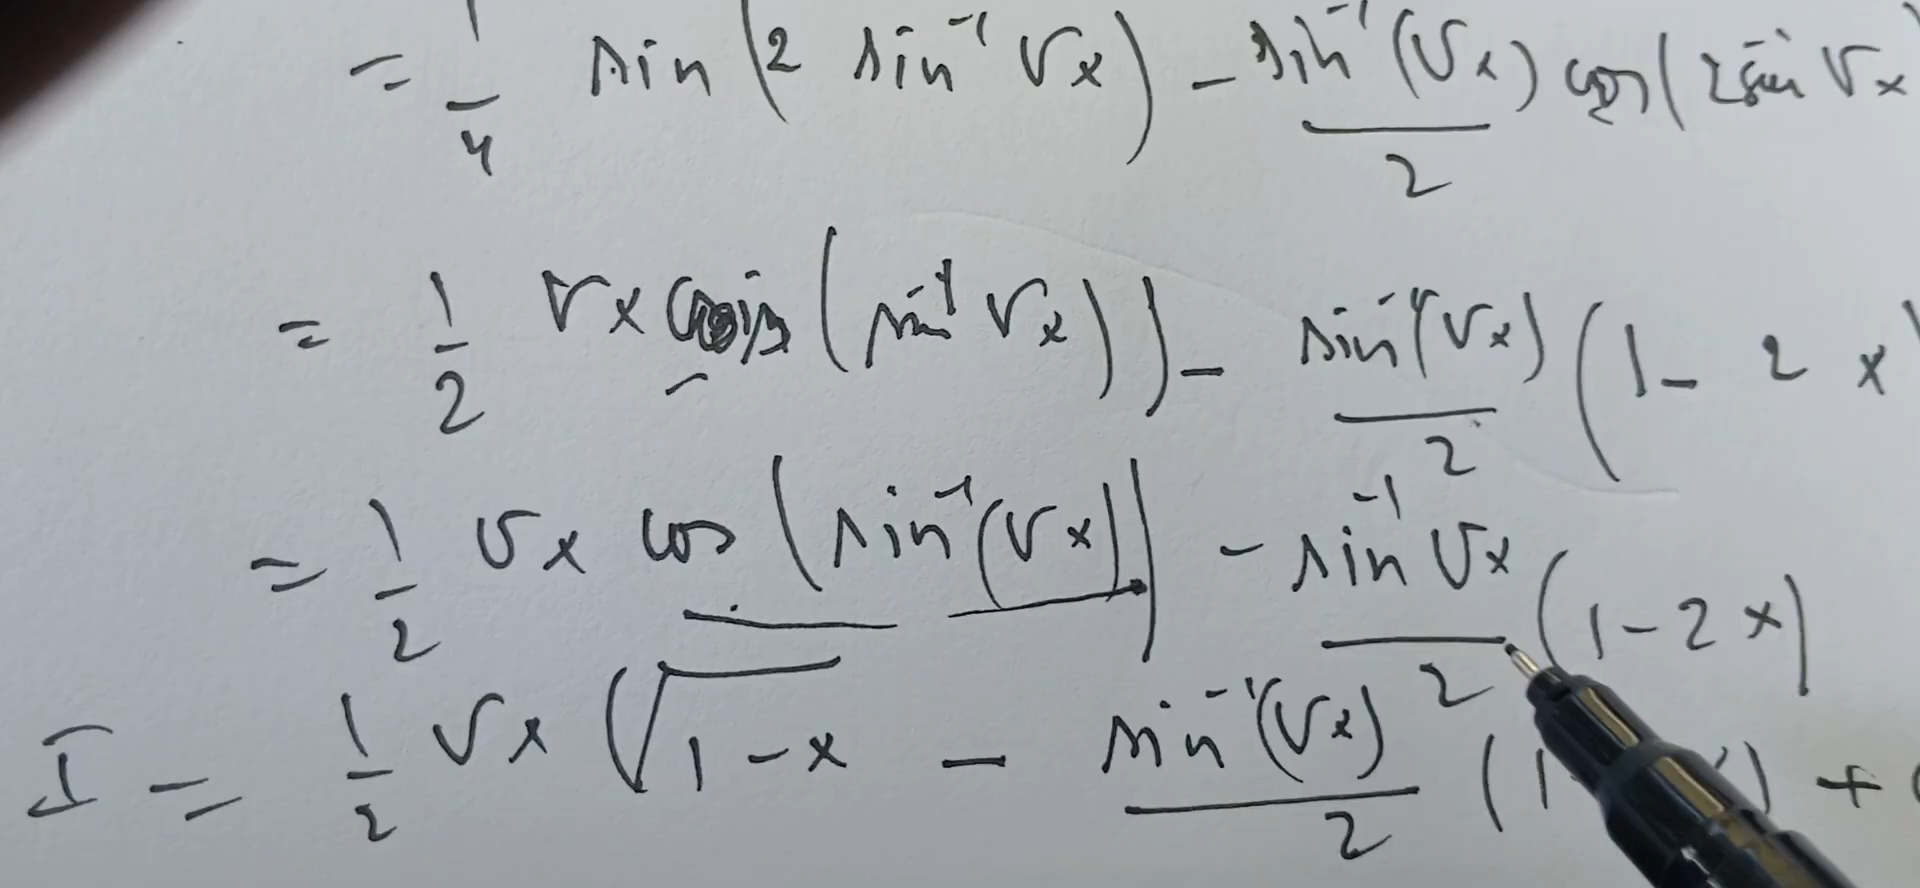 = 1/4 sin(2 sin⁻¹ √x) - sin⁻¹(√x)/2 cos(2 sin⁻¹ √x
= 1/2 √x cos(sin⁻¹ √x)) - sin⁻¹(√x)/2 (1 - 2x)
= 1/2 √x cos(sin⁻¹(√x)) - sin⁻¹ √x/2 (1 - 2x)
I = 1/2 √x (√1-x - sin⁻¹(√x)/2 (1 ) +